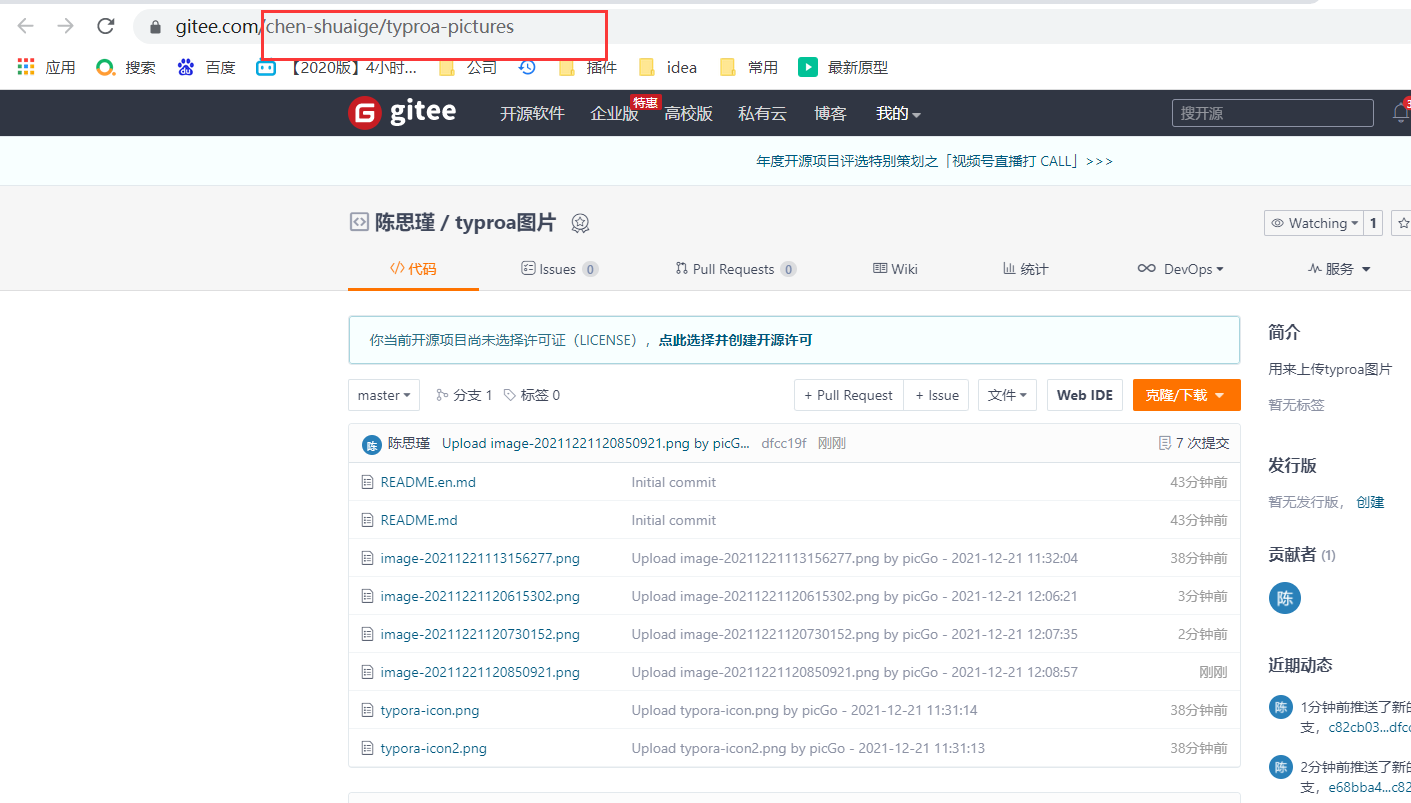 gitee.com/chen-shuaige/typroa-pictures
应用 搜索 百度 【2020版】4小时... 公司 插件 idea 常用 最新原型
gitee 开源软件 企业版 特惠 高校版 私有云 博客 我的 搜开源
年度开源项目评选特别策划之「视频号直播打 CALL」>>>
陈思瑾 / typroa图片 Watching 1
代码 Issues 0 Pull Requests 0 Wiki 统计 DevOps 服务
你当前开源项目尚未选择许可证（LICENSE），点此选择并创建开源许可
master 分支 1 标签 0 + Pull Request + Issue 文件 Web IDE 克隆/下载
陈 陈思瑾 Upload image-20211221120850921.png by picG... dfcc19f 刚刚 7 次提交
README.en.md Initial commit 43分钟前
README.md Initial commit 43分钟前
image-20211221113156277.png Upload image-20211221113156277.png by picGo - 2021-12-21 11:32:04 38分钟前
image-20211221120615302.png Upload image-20211221120615302.png by picGo - 2021-12-21 12:06:21 3分钟前
image-20211221120730152.png Upload image-20211221120730152.png by picGo - 2021-12-21 12:07:35 2分钟前
image-20211221120850921.png Upload image-20211221120850921.png by picGo - 2021-12-21 12:08:57 刚刚
typora-icon.png Upload typora-icon.png by picGo - 2021-12-21 11:31:14 38分钟前
typora-icon2.png Upload typora-icon2.png by picGo - 2021-12-21 11:31:13 38分钟前
简介
用来上传typroa图片
暂无标签
发行版
暂无发行版，创建
贡献者 (1)
陈
近期动态
陈 1分钟前推送了新的
支，c82cb03...dfc
陈 2分钟前推送了新的
支，e68bba4...c82